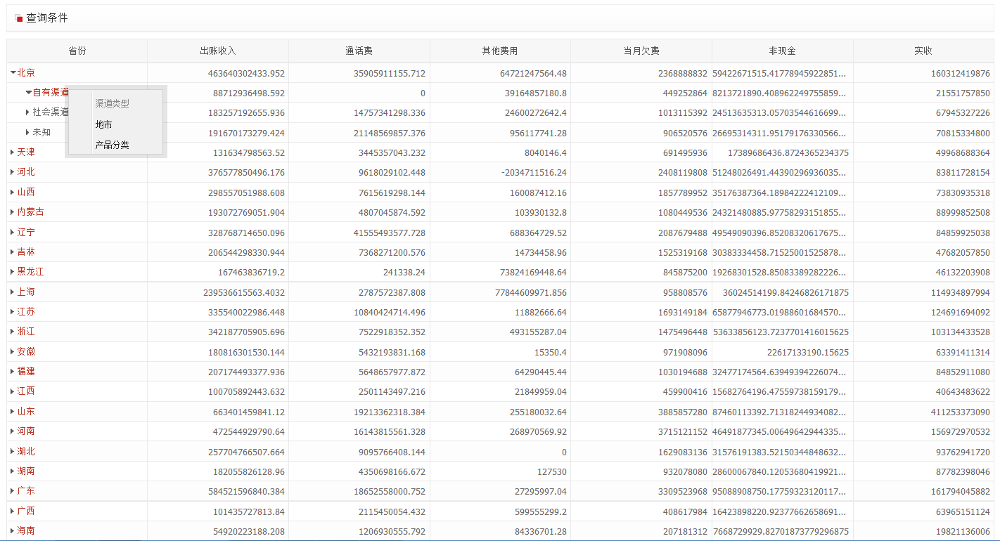 查询条件
省份 出账收入 通话费 其他费用 当月欠费 非现金 实收
北京 463640302433.952 35905911155.712 64721247564.48 2368888832 59422671515.41778945922851... 160312419876
自有渠道 88712936498.592 0 39164857180.8 449252864 8213721890.408962249755859... 21551757850
渠道类型
社会渠道 183257192655.936 14757341298.336 24600272642.4 1013115392 24513635313.05703544616699... 67945327226
地市
未知 191670173279.424 21148569857.376 956117741.28 906520576 26695314311.95179176330566... 70815334800
产品分类
天津 131634798563.52 3445357043.232 8040146.4 691495936 17389686436.8724365234375 49968688364
河北 376577850496.176 9618029102.448 -2034711516.24 2408119808 51248026491.44390296936035... 83811728154
山西 298557051988.608 7615619298.144 160087412.16 1857789952 35176387364.18984222412109... 73830935318
内蒙古 193072769051.904 4807045874.592 103930132.8 1080449536 24321480885.97758293151855... 88999852508
辽宁 328768714650.096 41555493577.728 688364729.52 2087679488 49549090396.85208320617675... 84859925038
吉林 206544298330.944 7368271200.576 14734458.96 1525319168 30383334458.71525001525878... 47682057850
黑龙江 167463836719.2 241338.24 73824169448.64 845875200 19268301528.85083389282226... 46132203908
上海 239536615563.4032 2787572387.808 77844609971.856 958808576 36024514199.84246826171875 114934897994
江苏 335540022986.448 10840424714.496 11882666.64 1693149184 65877946773.01988601684570... 124691694092
浙江 342187705905.696 7522918352.352 493155287.04 1475496448 53633856123.7237701416015625 103134433528
安徽 180816301530.144 5432193831.168 15350.4 971908096 22617133190.15625 63391411314
福建 207174493377.936 5648657977.872 64290445.44 1030194688 32477174564.63949394226074... 84852911080
江西 100705892443.632 2501143497.216 21849959.04 459900416 15682764196.47559738159179... 40643483622
山东 663401459841.12 19213362318.384 255180032.64 3885857280 87460113392.71318244934082... 411253373090
河南 472544929790.64 16143815561.328 268970569.92 3715121152 46491877345.00649642944335... 156972970532
湖北 257704766507.664 9095766408.144 0 1629083136 31576191383.52150344848632... 93762941720
湖南 182055826128.96 4350698166.672 127530 932078080 28600067840.12053680419921... 87782398046
广东 584521596840.384 18652558000.752 27295997.04 3309523968 95088908750.17759323120117... 161794045882
广西 101435727813.84 2115450054.432 599555299.2 408617984 16423898220.92377662658691... 63965151124
海南 54920223188.208 1206930555.792 84336701.28 207181312 7668729929.82701873779296875 19821136006